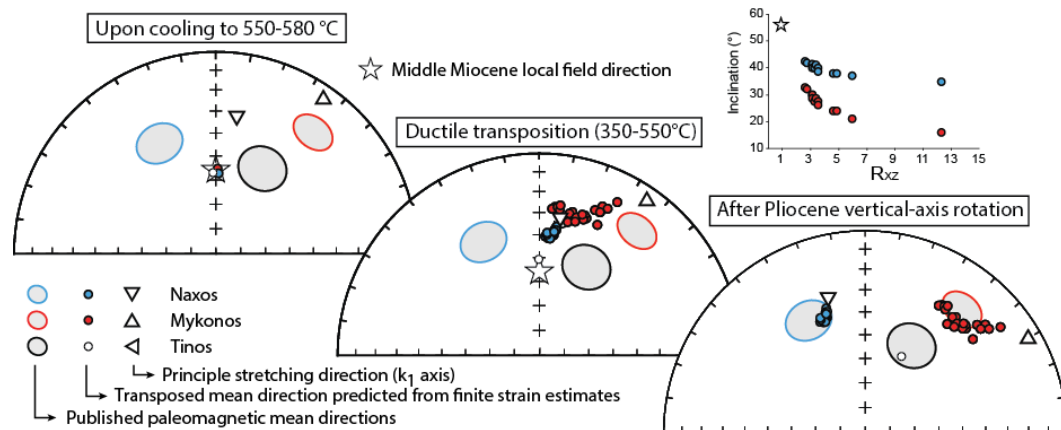 Upon cooling to 550-580 °C
Middle Miocene local field direction
Ductile transposition (350-550°C)
60
50
40
30
20
10
Inclination (°)
1 3 5 7 9 11 13 15
Rxz
After Pliocene vertical-axis rotation
Naxos
Mykonos
Tinos
Principle stretching direction (k1 axis)
Transposed mean direction predicted from finite strain estimates
Published paleomagnetic mean directions